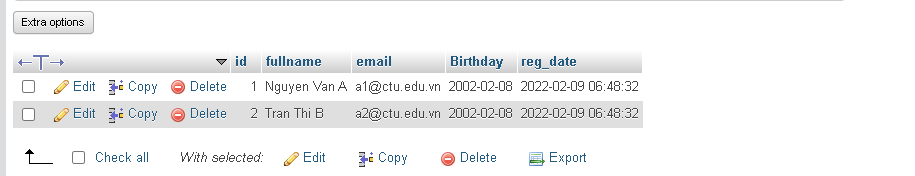 Extra options
←T→ id fullname email Birthday reg_date
Edit Copy Delete 1 Nguyen Van A a1@ctu.edu.vn 2002-02-08 2022-02-09 06:48:32
Edit Copy Delete 2 Tran Thi B a2@ctu.edu.vn 2002-02-08 2022-02-09 06:48:32
Check all With selected: Edit Copy Delete Export